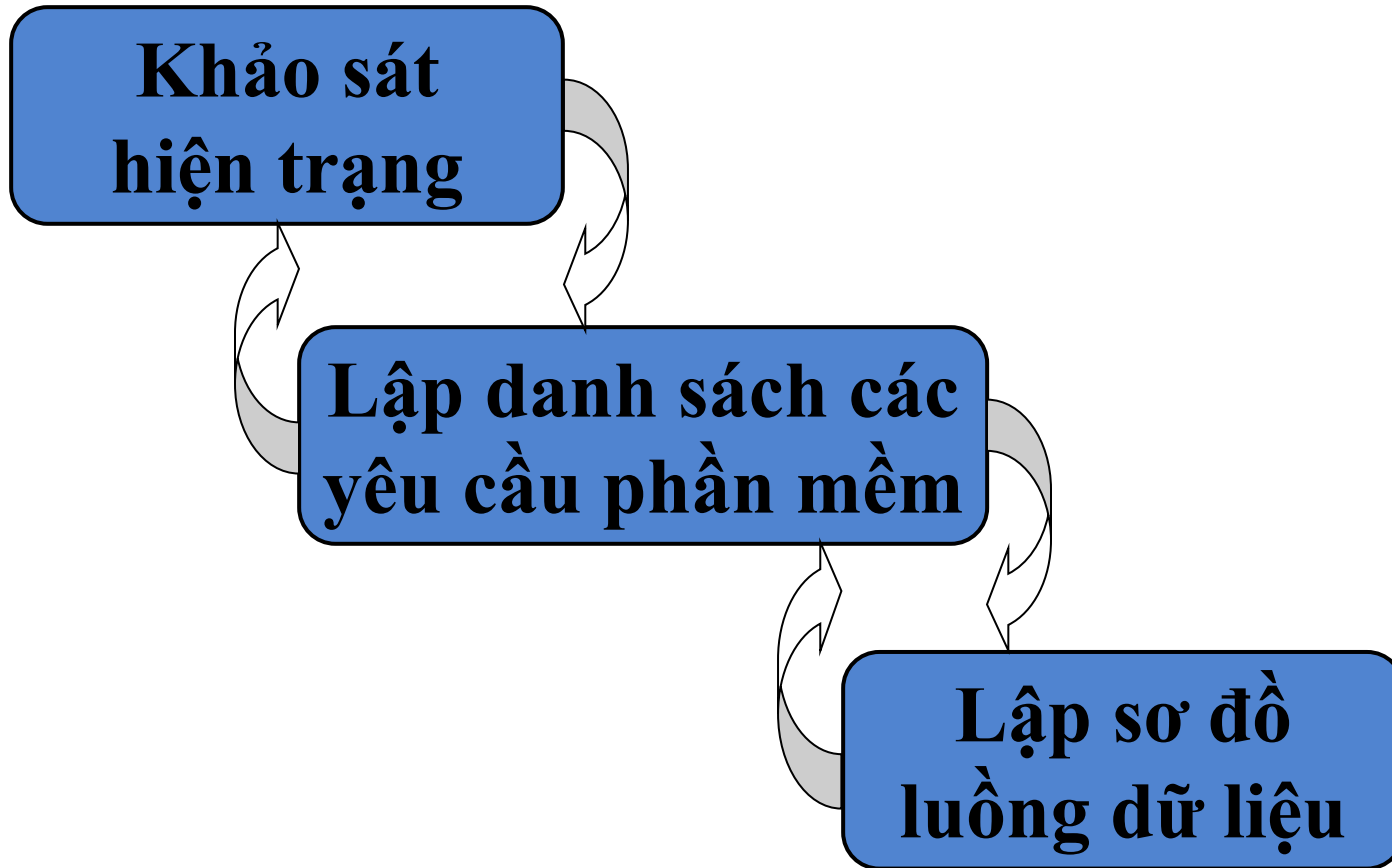 Khảo sát
hiện trạng
Lập danh sách các
yêu cầu phần mềm
Lập sơ đồ
luồng dữ liệu